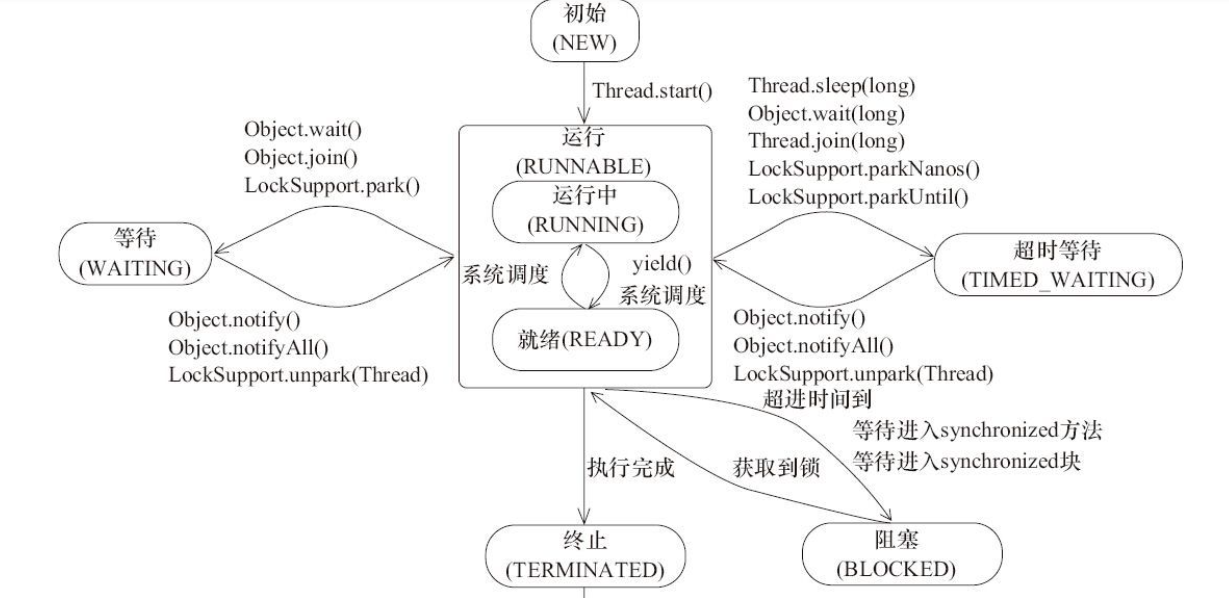 初始
(NEW)
Thread.start()
Object.wait()
Object.join()
LockSupport.park()
Thread.sleep(long)
Object.wait(long)
Thread.join(long)
LockSupport.parkNanos()
LockSupport.parkUntil()
运行
(RUNNABLE)
运行中
(RUNNING)
等待
(WAITING)
超时等待
(TIMED_WAITING)
系统调度
yield()
系统调度
就绪(READY)
Object.notify()
Object.notifyAll()
LockSupport.unpark(Thread)
Object.notify()
Object.notifyAll()
LockSupport.unpark(Thread)
超进时间到
等待进入synchronized方法
等待进入synchronized块
执行完成
获取到锁
终止
(TERMINATED)
阻塞
(BLOCKED)